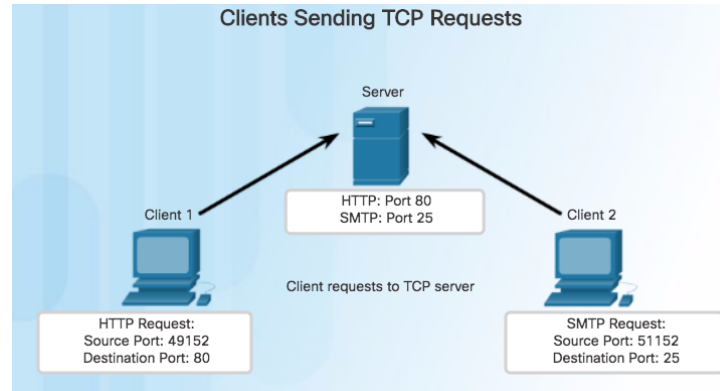 Clients Sending TCP Requests
Server
HTTP: Port 80
SMTP: Port 25
Client 1
Client 2
Client requests to TCP server
HTTP Request:
Source Port: 49152
Destination Port: 80
SMTP Request:
Source Port: 51152
Destination Port: 25